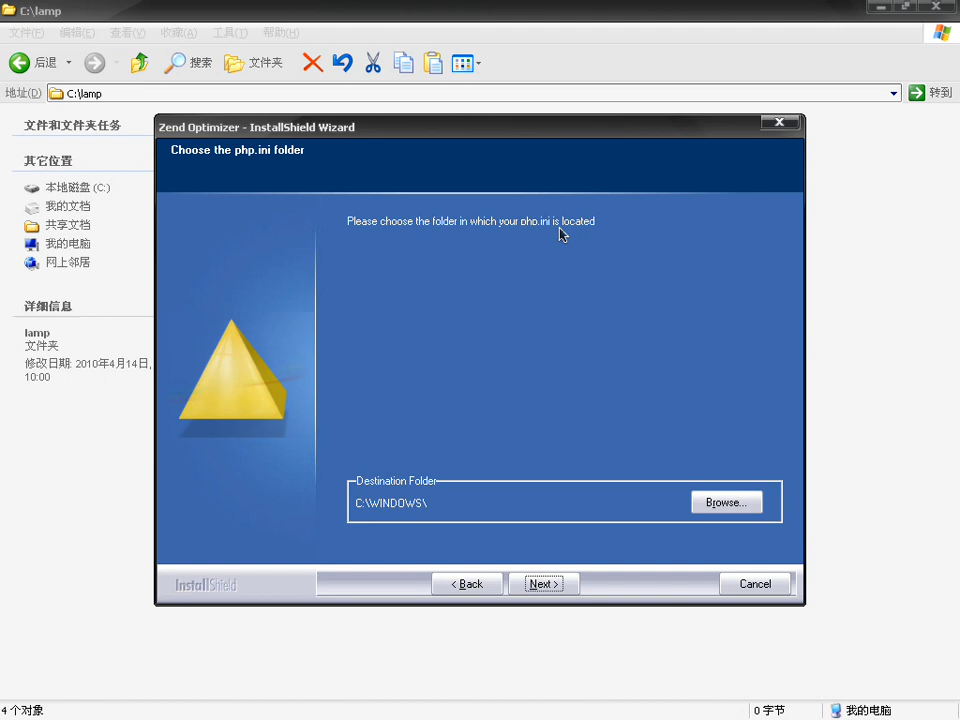 C:\lamp
文件(F) 编辑(E) 查看(V) 收藏(A) 工具(T) 帮助(H)
后退 搜索 文件夹
地址(D) C:\lamp 转到
文件和文件夹任务
其它位置
本地磁盘 (C:)
我的文档
共享文档
我的电脑
网上邻居
详细信息
lamp
文件夹
修改日期: 2010年4月14日,
10:00
Zend Optimizer - InstallShield Wizard
Choose the php.ini folder
Please choose the folder in which your php.ini is located
Destination Folder
C:\WINDOWS\
Browse...
InstallShield
< Back Next > Cancel
4 个对象 0 字节 我的电脑